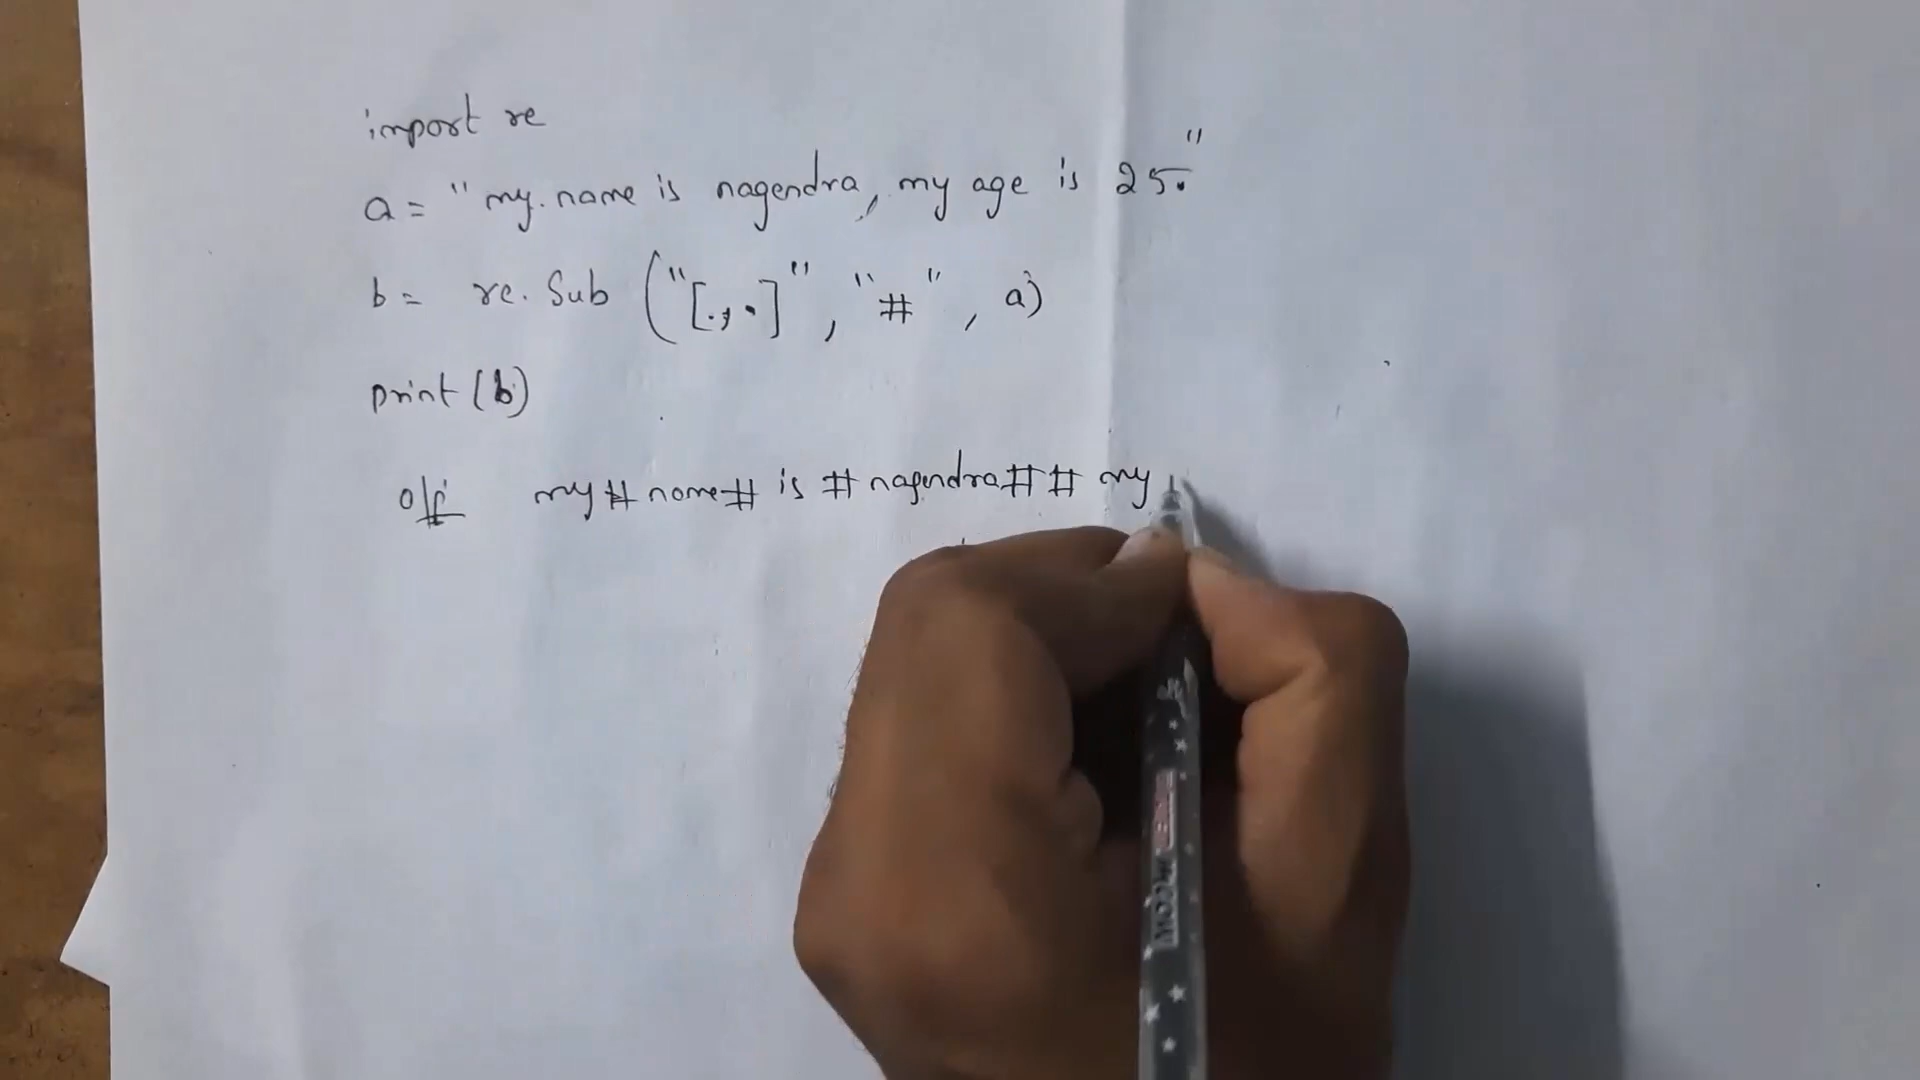 import re
a = "my. name is nagendra, my age is 25."
b = re. Sub ("[.,.]", "#", a)
print (b)
o/p my # name # is # nagendra # # my